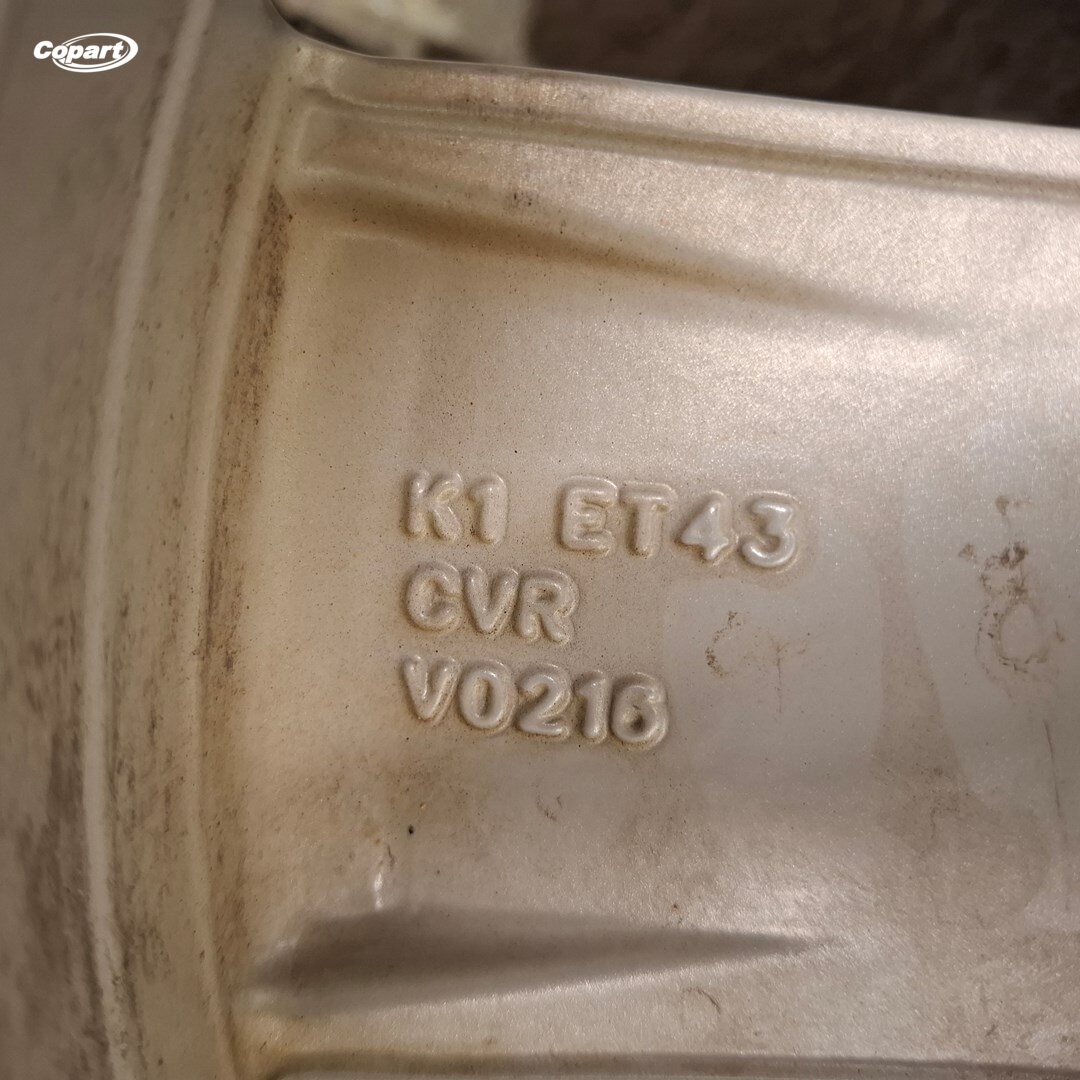 Copart
K1 ET43
CVR
V0216